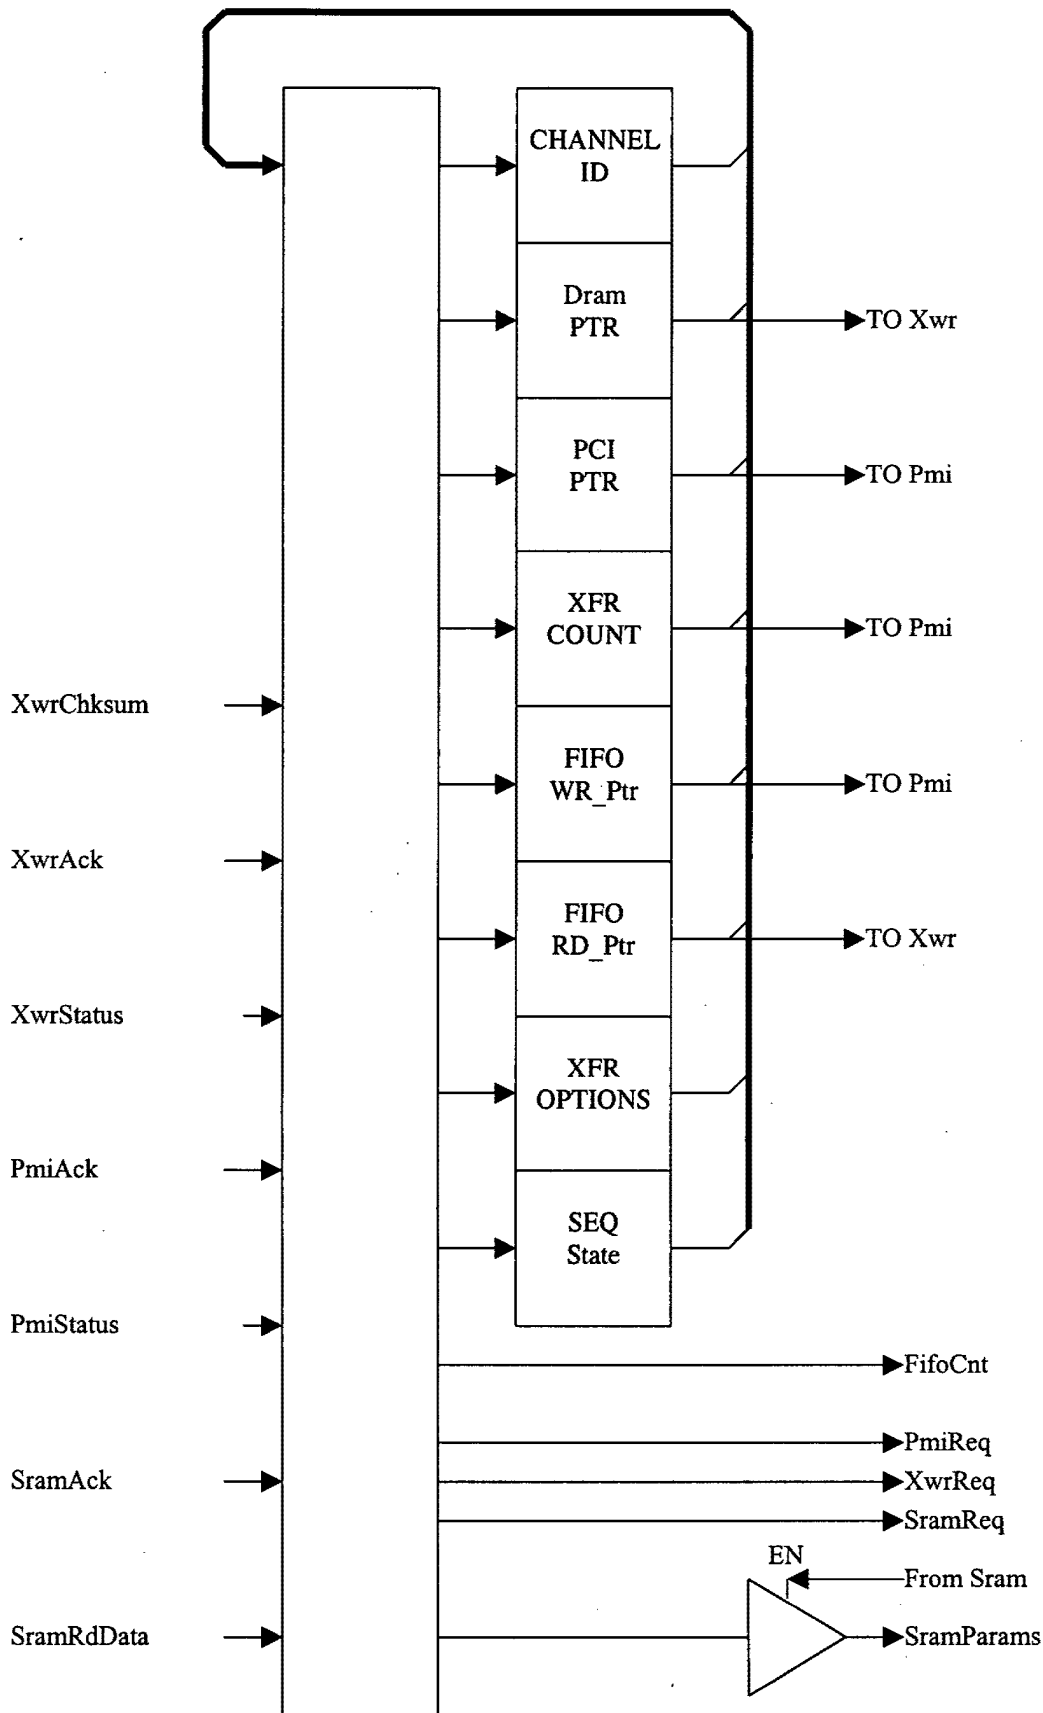 CHANNEL
ID
Dram
PTR
TO Xwr
PCI
PTR
TO Pmi
XFR
COUNT
TO Pmi
XwrChksum
FIFO
WR_Ptr
TO Pmi
XwrAck
FIFO
RD_Ptr
TO Xwr
XwrStatus
XFR
OPTIONS
PmiAck
SEQ
State
PmiStatus
FifoCnt
PmiReq
SramAck
XwrReq
SramReq
EN
From Sram
SramRdData
SramParams